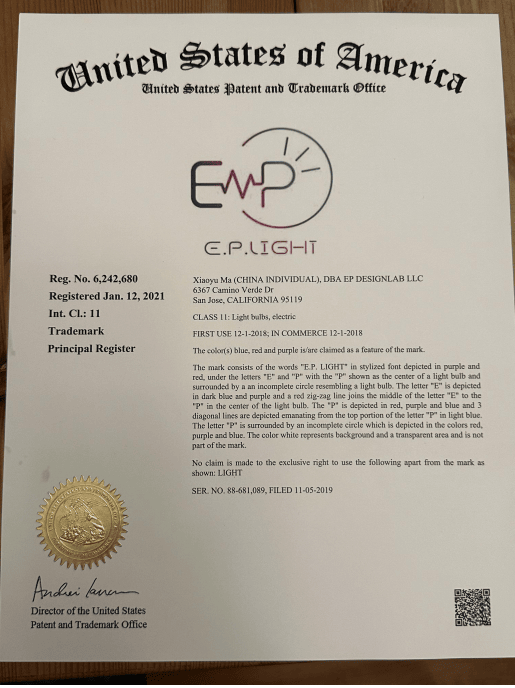 United States of America
United States Patent and Trademark Office
E P
E.P.LIGHT
Reg. No. 6,242,680
Registered Jan. 12, 2021
Int. Cl.: 11
Trademark
Principal Register
Xiaoyu Ma (CHINA INDIVIDUAL), DBA EP DESIGNLAB LLC
6367 Camino Verde Dr
San Jose, CALIFORNIA 95119
CLASS 11: Light bulbs, electric
FIRST USE 12-1-2018; IN COMMERCE 12-1-2018
The color(s) blue, red and purple is/are claimed as a feature of the mark.
The mark consists of the words "E.P. LIGHT" in stylized font depicted in purple and
red, under the letters "E" and "P" with the "P" shown as the center of a light bulb and
surrounded by a an incomplete circle resembling a light bulb. The letter "E" is depicted
in dark blue and purple and a red zig-zag line joins the middle of the letter "E" to the
"P" in the center of the light bulb. The "P" is depicted in red, purple and blue and 3
diagonal lines are depicted emanating from the top portion of the letter "P" in light blue.
The letter "P" is surrounded by an incomplete circle which is depicted in the colors red,
purple and blue. The color white represents background and a transparent area and is not
part of the mark.
No claim is made to the exclusive right to use the following apart from the mark as
shown: LIGHT
SER. NO. 88-681,089, FILED 11-05-2019
Director of the United States
Patent and Trademark Office